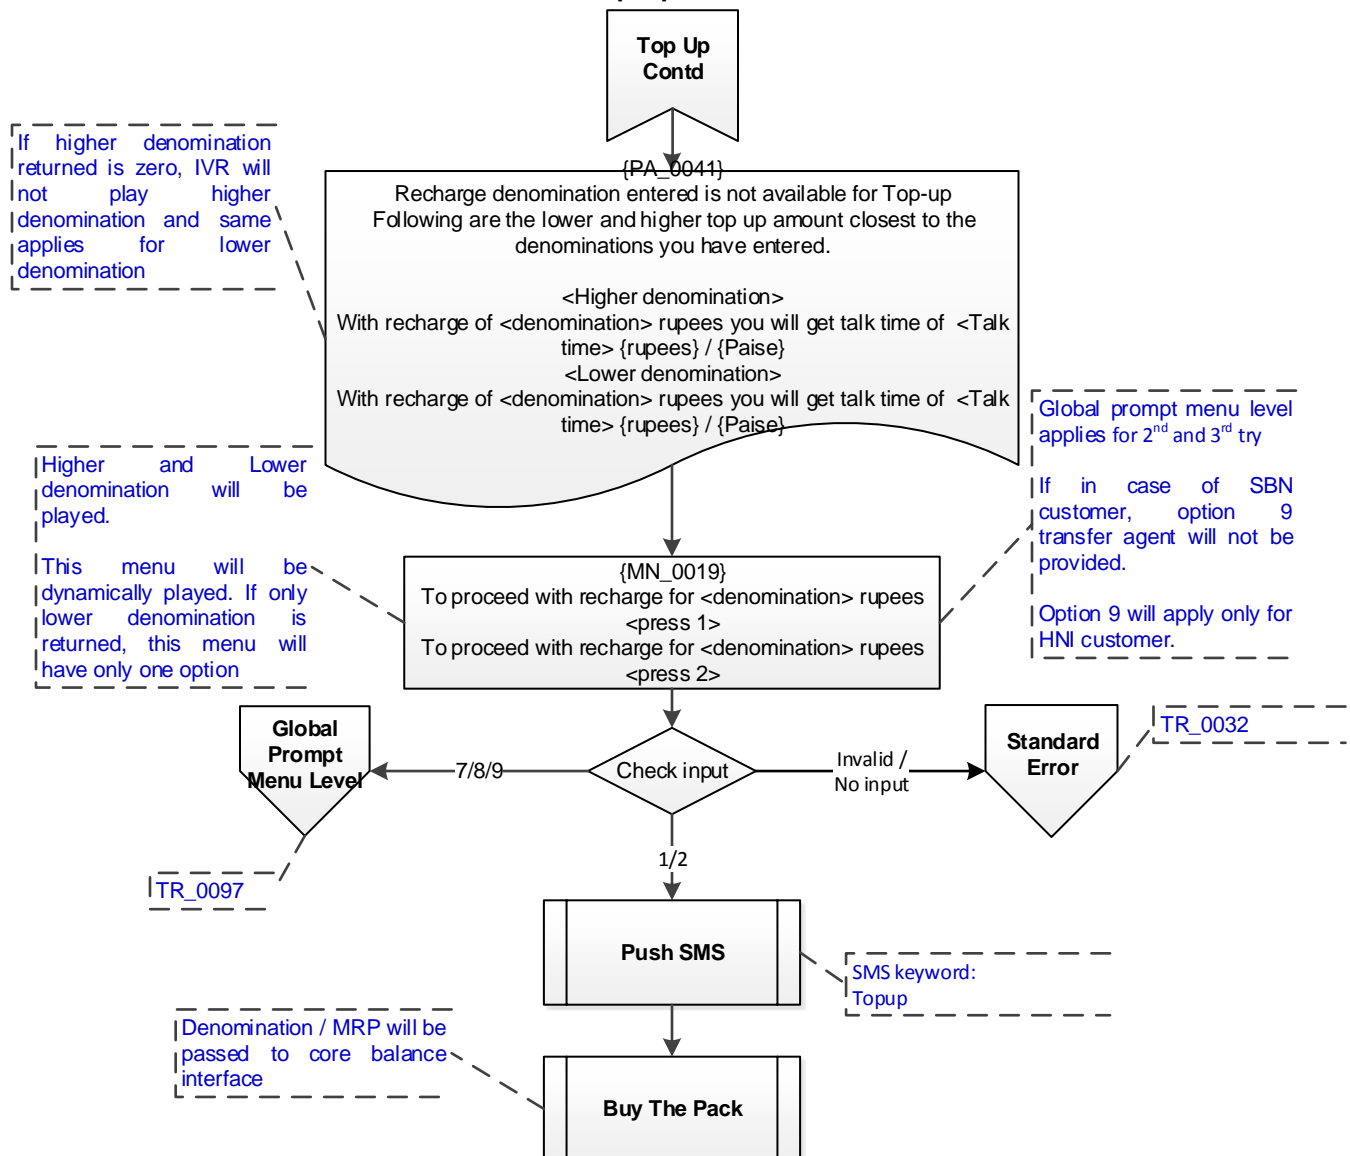 Top Up
Contd
If higher denomination
returned is zero, IVR will
not play higher
denomination and same
applies for lower
denomination
{PA_0041}
Recharge denomination entered is not available for Top-up
Following are the lower and higher top up amount closest to the
denominations you have entered.
<Higher denomination>
With recharge of <denomination> rupees you will get talk time of <Talk
time> {rupees} / {Paise}
<Lower denomination>
With recharge of <denomination> rupees you will get talk time of <Talk
time> {rupees} / {Paise}
Global prompt menu level
applies for 2nd and 3rd try
If in case of SBN
customer, option 9
transfer agent will not be
provided.
Option 9 will apply only for
HNI customer.
Higher and Lower
denomination will be
played.
This menu will be
dynamically played. If only
lower denomination is
returned, this menu will
have only one option
{MN_0019}
To proceed with recharge for <denomination> rupees
<press 1>
To proceed with recharge for <denomination> rupees
<press 2>
Global
Prompt
Menu Level
7/8/9
Check input
Invalid /
No input
Standard
Error
TR_0032
TR_0097
1/2
Push SMS
SMS keyword:
Topup
Denomination / MRP will be
passed to core balance
interface
Buy The Pack